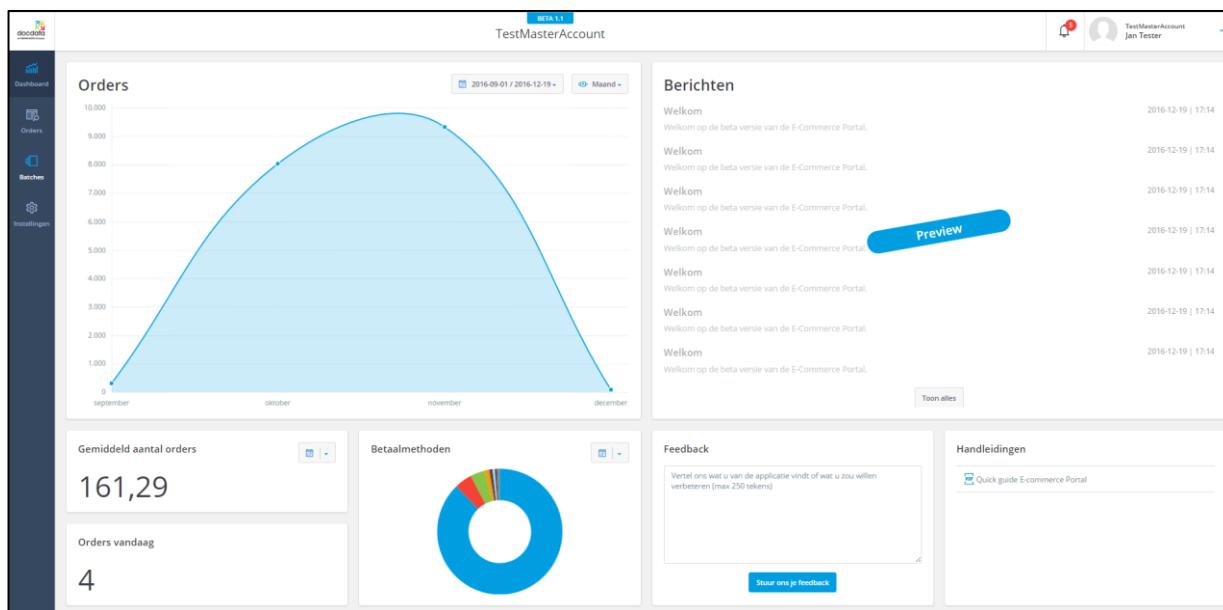 docdata
BETA 1.1
TestMasterAccount
1
TestMasterAccount
Jan Tester
Dashboard
Orders
Batches
Instellingen
Orders
2016-09-01 / 2016-12-19
Maand
10.000
9.000
8.000
7.000
6.000
5.000
4.000
3.000
2.000
1.000
0
september oktober november december
Berichten
Welkom 2016-12-19 | 17:14
Welkom op de beta versie van de E-Commerce Portal.
Welkom 2016-12-19 | 17:14
Welkom op de beta versie van de E-Commerce Portal.
Welkom 2016-12-19 | 17:14
Welkom op de beta versie van de E-Commerce Portal.
Welkom 2016-12-19 | 17:14
Welkom op de beta versie van de E-Commerce Portal.
Preview
Welkom 2016-12-19 | 17:14
Welkom op de beta versie van de E-Commerce Portal.
Welkom 2016-12-19 | 17:14
Welkom op de beta versie van de E-Commerce Portal.
Welkom 2016-12-19 | 17:14
Welkom op de beta versie van de E-Commerce Portal.
Toon alles
Gemiddeld aantal orders
161,29
Orders vandaag
4
Betaalmethoden
Feedback
Vertel ons wat u van de applicatie vindt of wat u zou willen
verbeteren (max 250 tekens)
Stuur ons je feedback
Handleidingen
PDF Quick guide E-commerce Portal